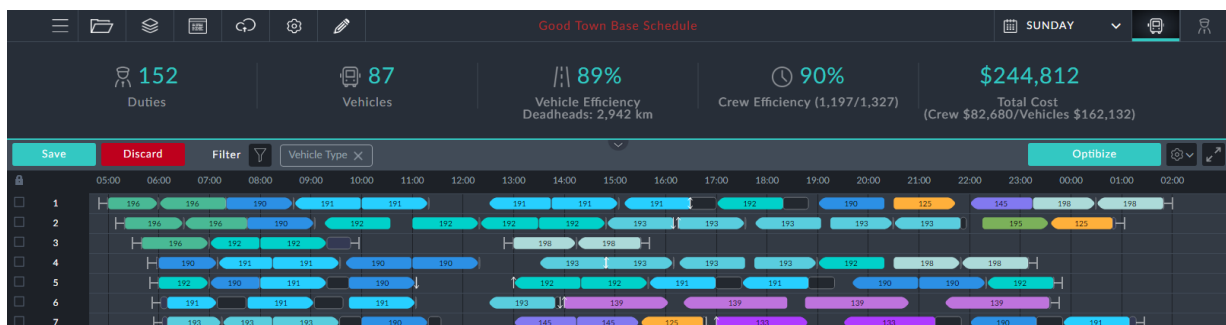 Good Town Base Schedule
SUNDAY
152
Duties
87
Vehicles
89%
Vehicle Efficiency
Deadheads: 2,942 km
90%
Crew Efficiency (1,197/1,327)
$244,812
Total Cost
(Crew $82,680/Vehicles $162,132)
Save Discard Filter Vehicle Type Optibize
05:00 06:00 07:00 08:00 09:00 10:00 11:00 12:00 13:00 14:00 15:00 16:00 17:00 18:00 19:00 20:00 21:00 22:00 23:00 00:00 01:00 02:00
1 196 196 190 191 191 191 191 191 192 190 125 145 198 198
2 196 196 190 192 192 192 192 193 193 193 193 193 195 125
3 196 192 192 198 198
4 190 191 191 190 190 193 193 193 193 192 198 198
5 192 190 191 190 192 192 191 191 190 190 192
6 191 191 191 193 139 139 139 139
7 193 193 193 190 145 145 125 133 133 190 191